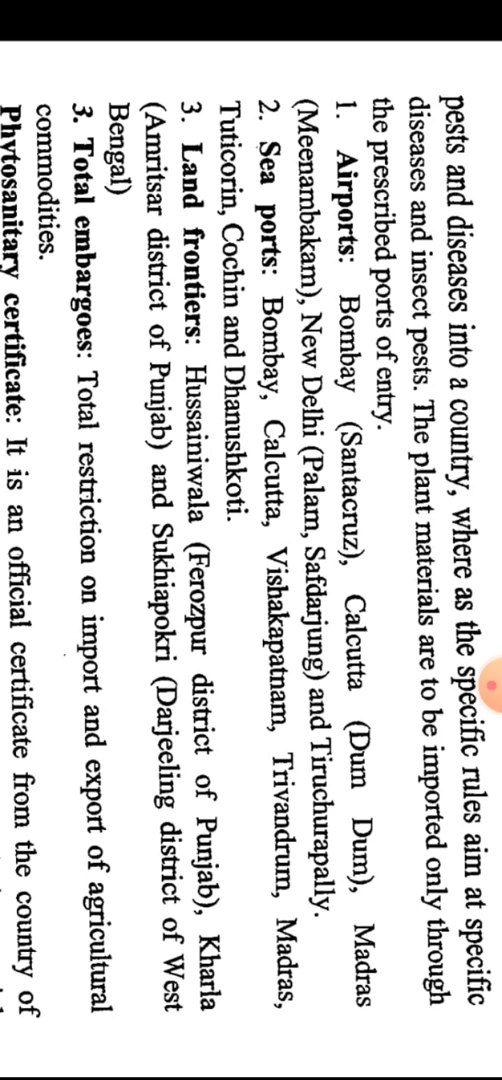 pests and diseases into a country, where as the specific rules aim at specific
diseases and insect pests. The plant materials are to be imported only through
the prescribed ports of entry.
1. Airports: Bombay (Santacruz), Calcutta (Dum Dum), Madras
(Meenambakam), New Delhi (Palam, Safdarjung) and Tiruchurapally.
2. Sea ports: Bombay, Calcutta, Vishakapatnam, Trivandrum, Madras,
Tuticorin, Cochin and Dhanushkoti.
3. Land frontiers: Hussainiwala (Ferozpur district of Punjab), Kharla
(Amritsar district of Punjab) and Sukhiapokri (Darjeeling district of West
Bengal)
3. Total embargoes: Total restriction on import and export of agricultural
commodities.
Phytosanitary certificate: It is an official certificate from the country of